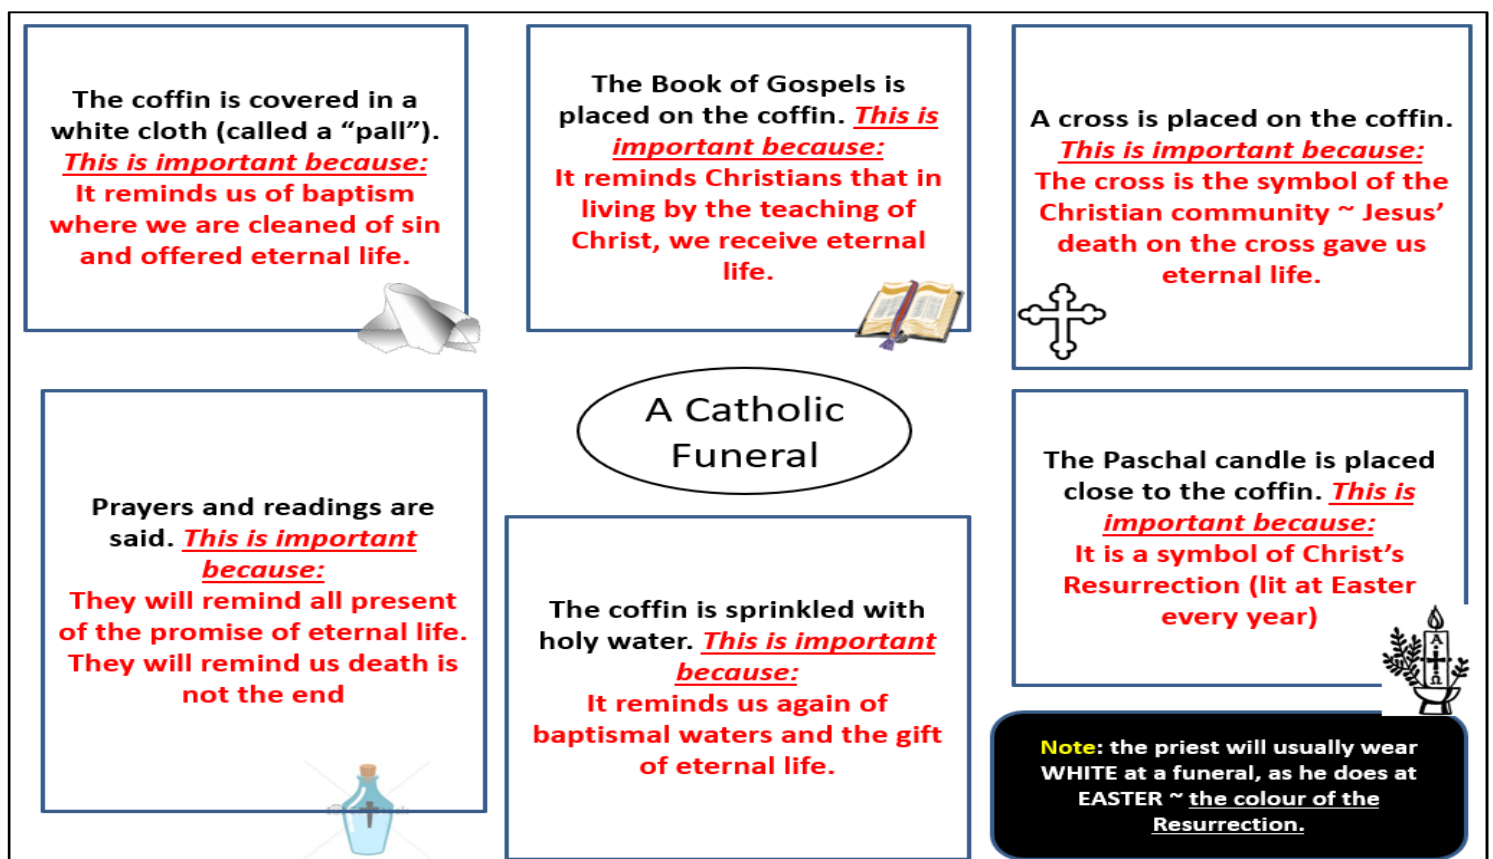 The coffin is covered in a
white cloth (called a “pall”).
This is important because:
It reminds us of baptism
where we are cleaned of sin
and offered eternal life.
The Book of Gospels is
placed on the coffin. This is
important because:
It reminds Christians that in
living by the teaching of
Christ, we receive eternal
life.
A cross is placed on the coffin.
This is important because:
The cross is the symbol of the
Christian community ~ Jesus’
death on the cross gave us
eternal life.
A Catholic
Funeral
Prayers and readings are
said. This is important
because:
They will remind all present
of the promise of eternal life.
They will remind us death is
not the end
The coffin is sprinkled with
holy water. This is important
because:
It reminds us again of
baptismal waters and the gift
of eternal life.
The Paschal candle is placed
close to the coffin. This is
important because:
It is a symbol of Christ’s
Resurrection (lit at Easter
every year)
Α
Ω
Note: the priest will usually wear
WHITE at a funeral, as he does at
EASTER ~ the colour of the
Resurrection.